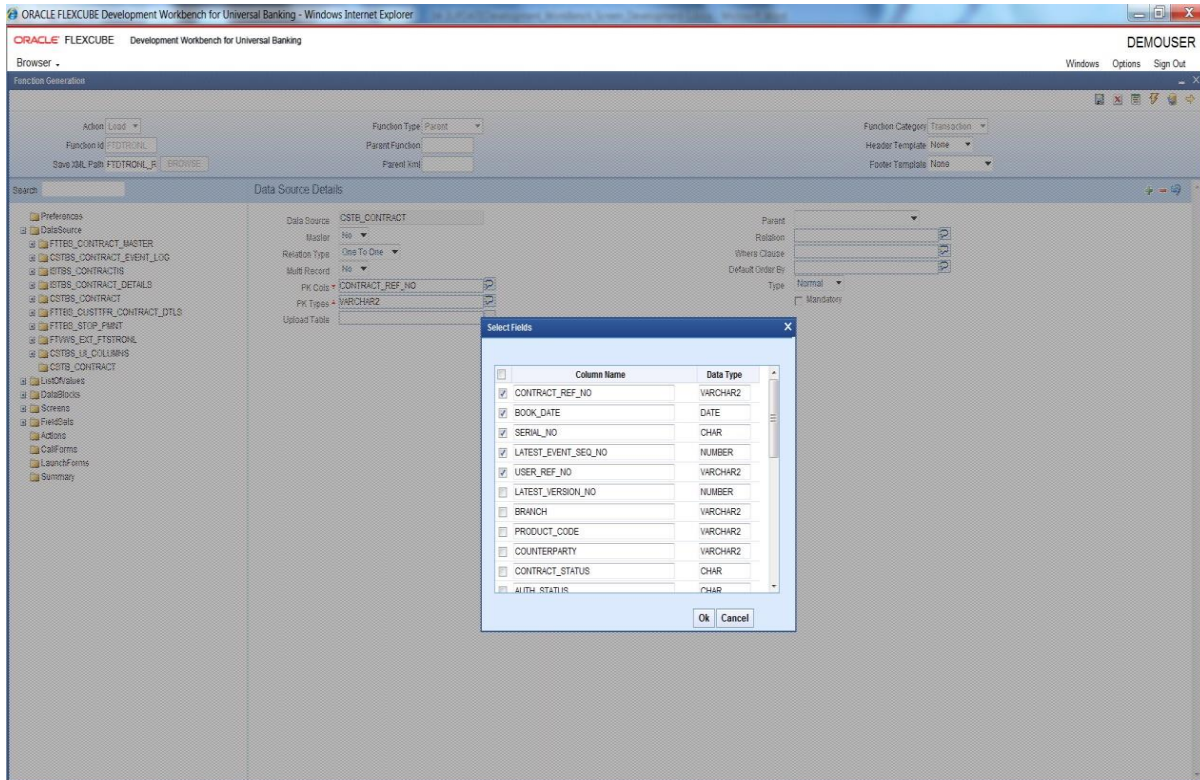 ORACLE FLEXCUBE Development Workbench for Universal Banking - Windows Internet Explorer
ORACLE FLEXCUBE Development Workbench for Universal Banking
DEMOUSER
Browser
Windows Options Sign Out
Function Generation
Action Load
Function Type Parent
Function Category Transaction
Function Id FTDTRONL
Parent Function
Header Template None
Save XML Path FTDTRONL_R BROWSE
Parent Xml
Footer Template None
Search
Data Source Details
Preferences
DataSource
FTTBS_CONTRACT_MASTER
CSTBS_CONTRACT_EVENT_LOG
ISTBS_CONTRACTIS
ISTBS_CONTRACT_DETAILS
CSTBS_CONTRACT
FTTBS_CUSTTFR_CONTRACT_DTLS
FTTBS_STOP_PMNT
FTVWS_EXT_FTSTRONL
CSTBS_UI_COLUMNS
CSTB_CONTRACT
ListOfValues
DataBlocks
Screens
FieldSets
Actions
CallForms
LaunchForms
Summary
Data Source CSTB_CONTRACT
Parent
Master No
Relation
Relation Type One To One
Where Clause
Multi Record No
Default Order By
PK Cols * CONTRACT_REF_NO
Type Normal
PK Types * VARCHAR2
Mandatory
Upload Table
Select Fields X
Column Name Data Type
CONTRACT_REF_NO VARCHAR2
BOOK_DATE DATE
SERIAL_NO CHAR
LATEST_EVENT_SEQ_NO NUMBER
USER_REF_NO VARCHAR2
LATEST_VERSION_NO NUMBER
BRANCH VARCHAR2
PRODUCT_CODE VARCHAR2
COUNTERPARTY VARCHAR2
CONTRACT_STATUS CHAR
AUTH_STATUS CHAR
Ok Cancel